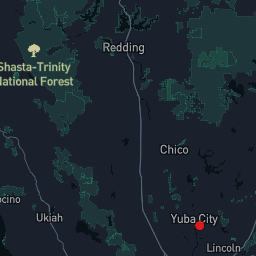 Redding
Shasta-Trinity
National Forest
Chico
ocino
Ukiah
Yuba City
Lincoln